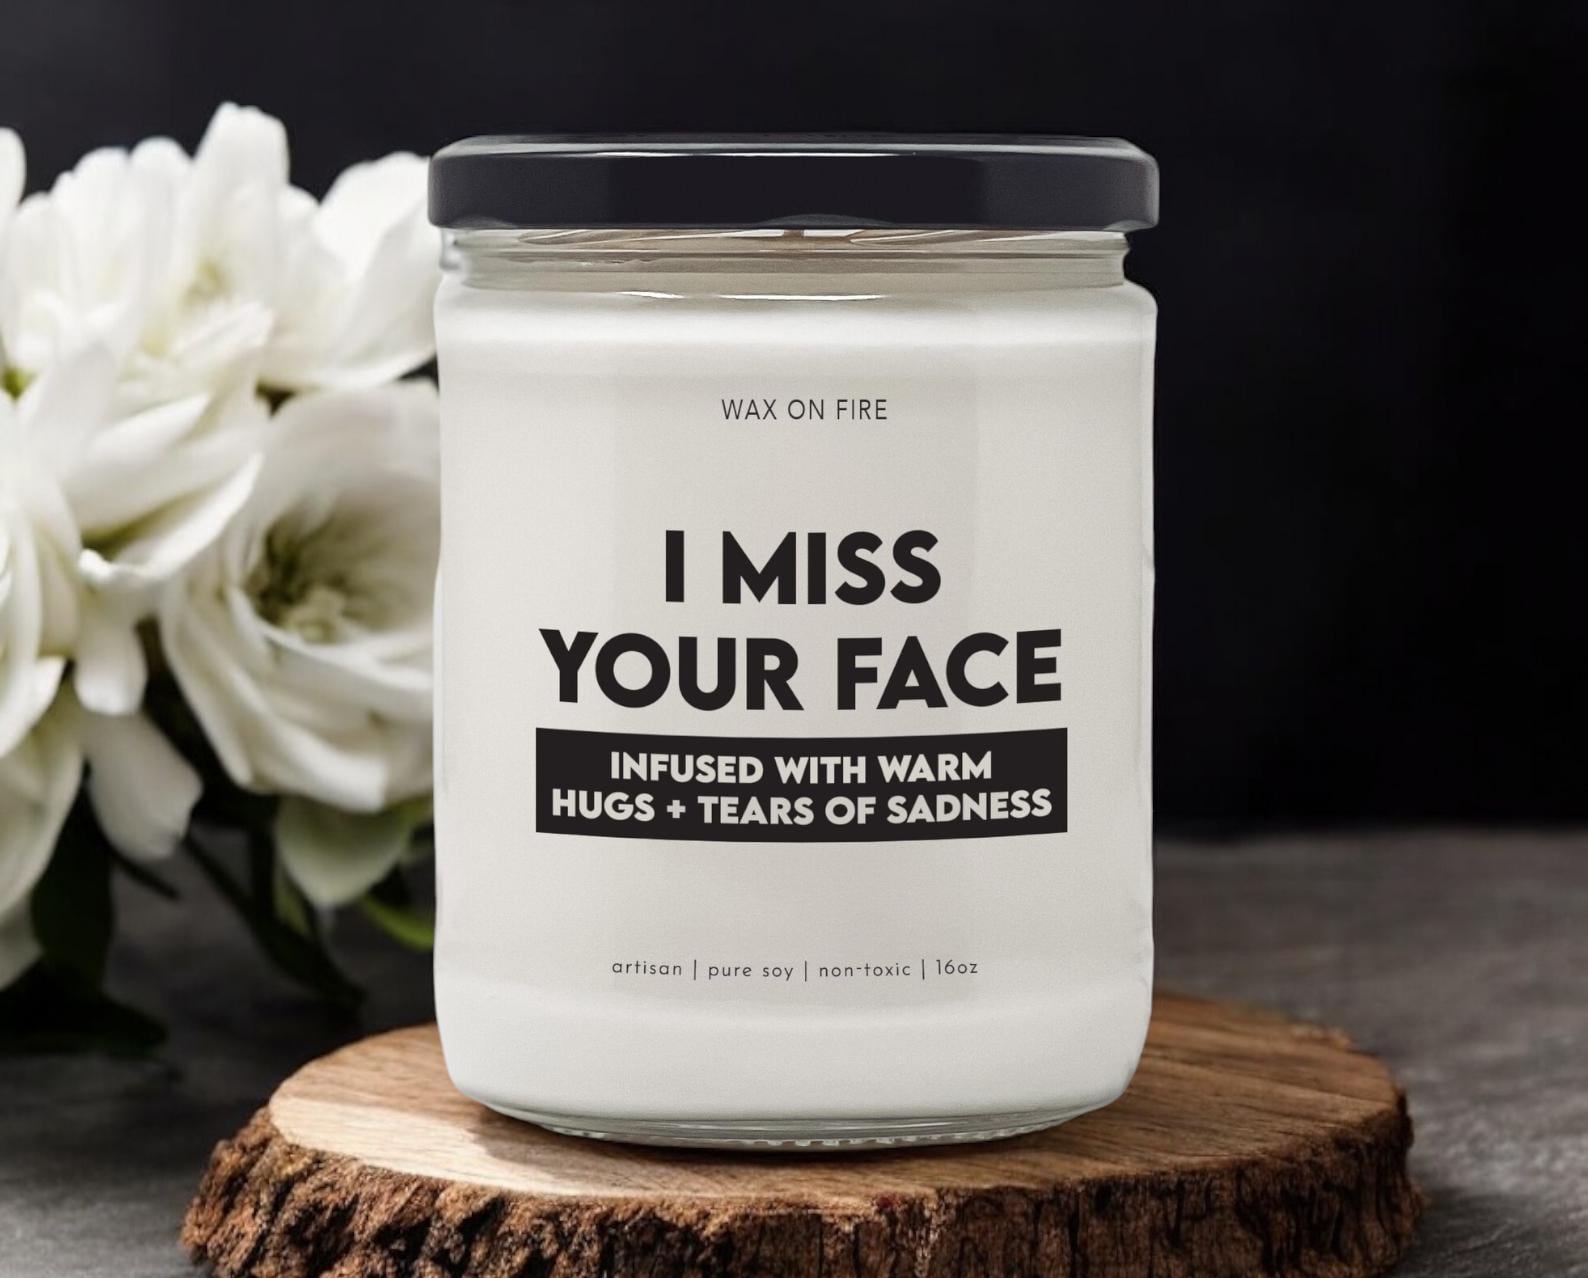 WAX ON FIRE
I MISS
YOUR FACE
INFUSED WITH WARM
HUGS + TEARS OF SADNESS
artisan | pure soy | non-toxic | 16oz